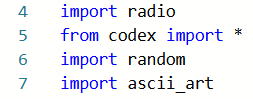 4 import radio
5 from codex import *
6 import random
7 import ascii_art